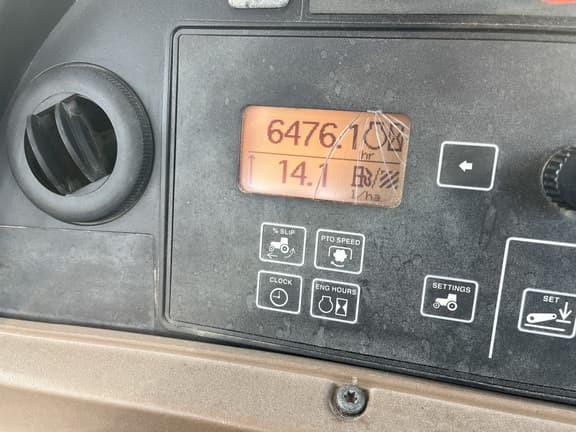 6476.1
hr
14.1
l/ha
% SLIP
PTO SPEED
CLOCK
ENG HOURS
SETTINGS
SET